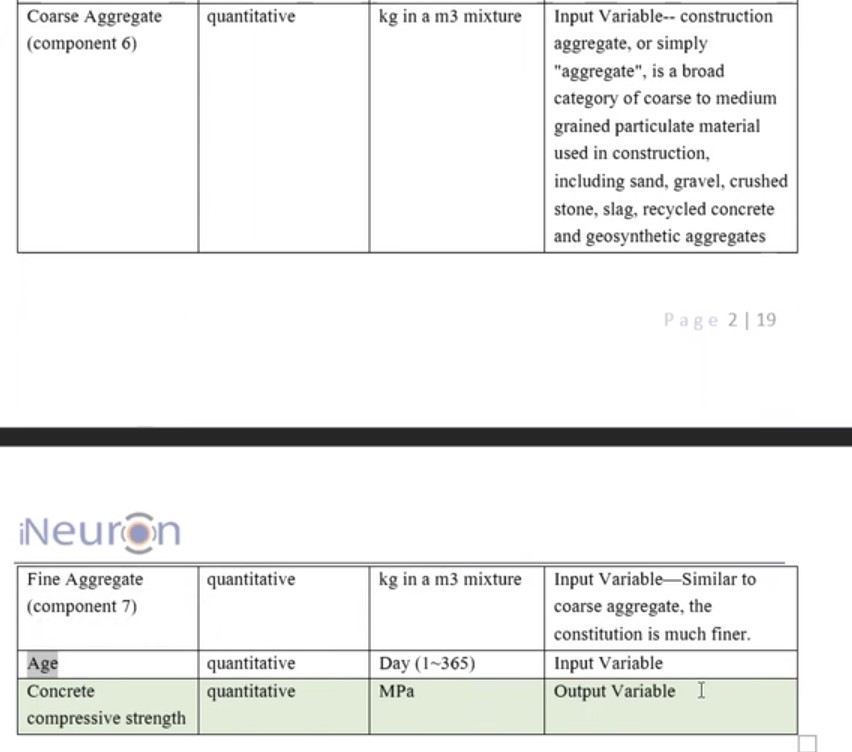 Coarse Aggregate
(component 6)
quantitative
kg in a m3 mixture
Input Variable-- construction
aggregate, or simply
"aggregate", is a broad
category of coarse to medium
grained particulate material
used in construction,
including sand, gravel, crushed
stone, slag, recycled concrete
and geosynthetic aggregates
Page 2 | 19
iNeuron
Fine Aggregate
(component 7)
quantitative
kg in a m3 mixture
Input Variable—Similar to
coarse aggregate, the
constitution is much finer.
Age
quantitative
Day (1~365)
Input Variable
Concrete
compressive strength
quantitative
MPa
Output Variable